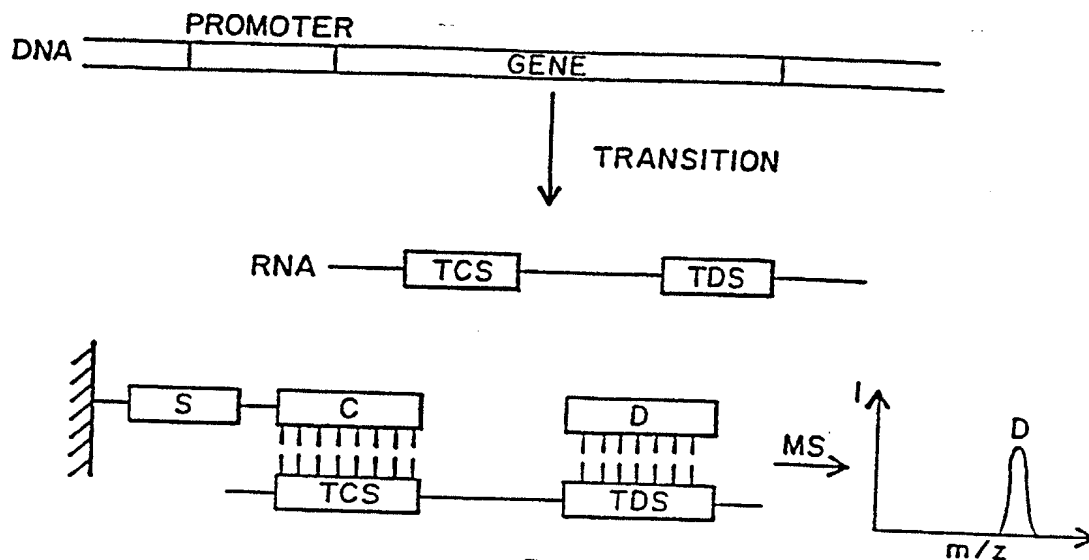 PROMOTER
DNA
GENE
TRANSITION
RNA
TCS
TDS
S
C
D
TCS
TDS
MS
I
D
m/z